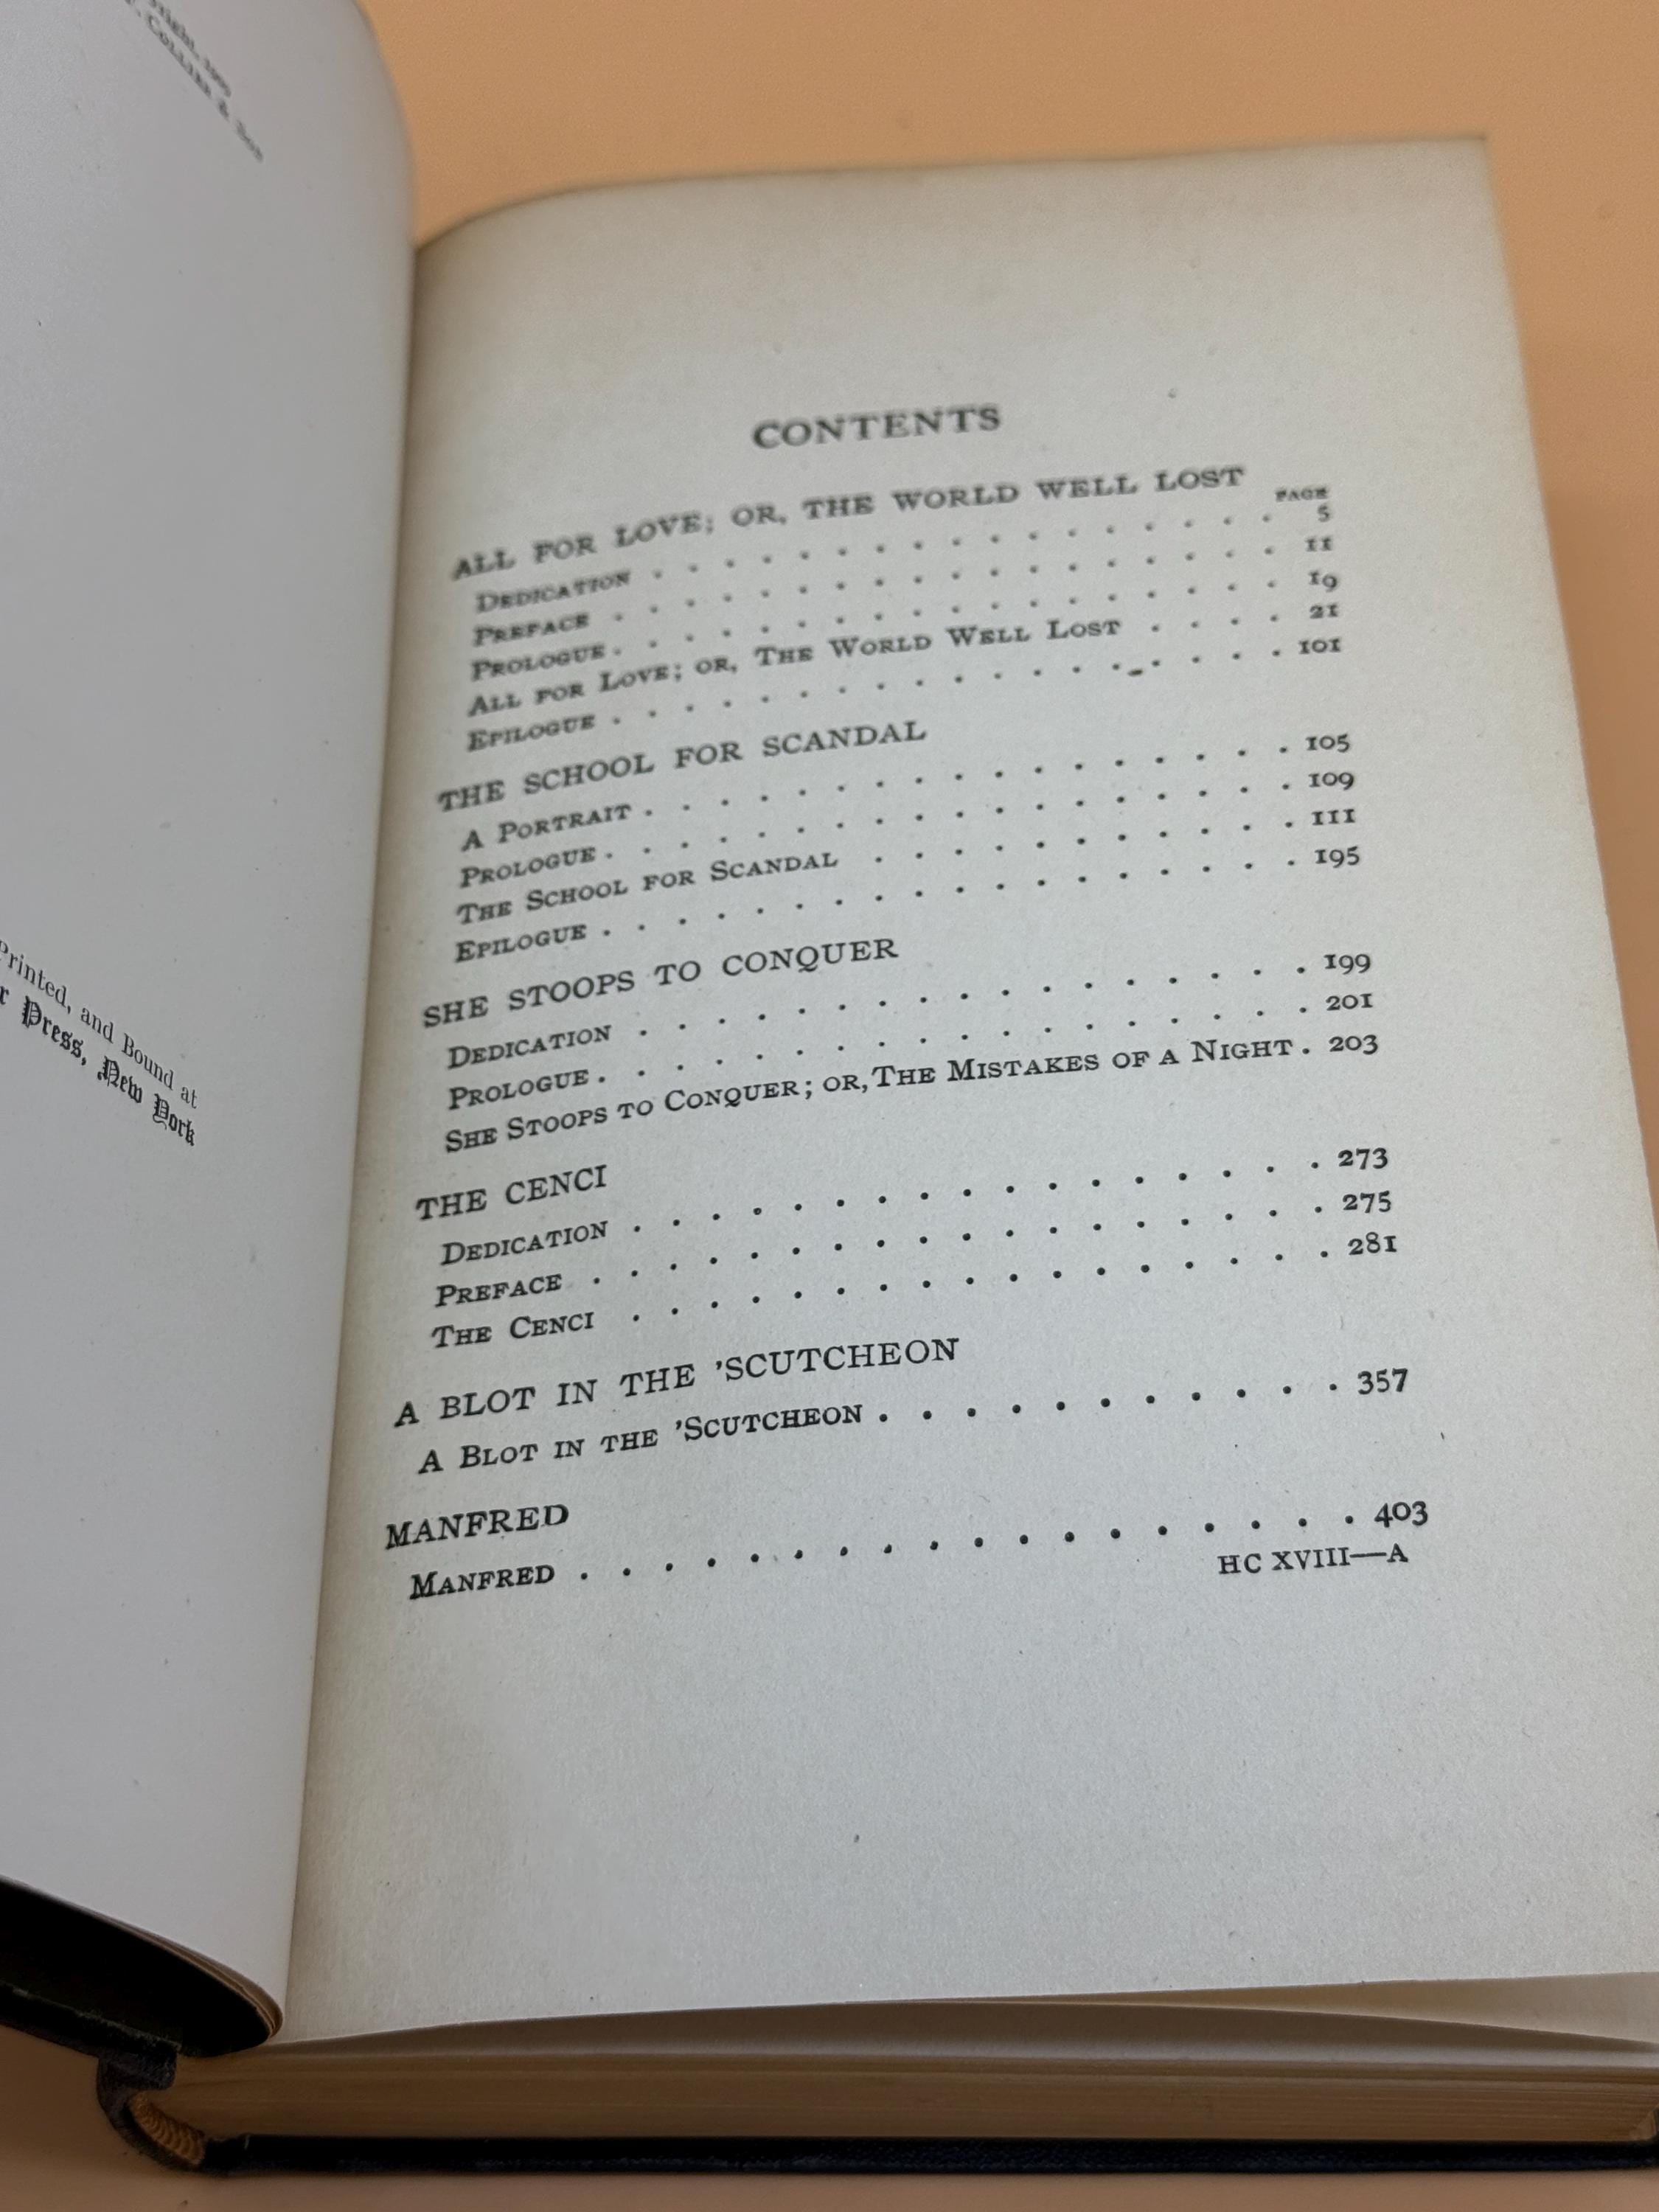 COLLIER & SON
Printed, and Bound at
Press, New York
CONTENTS
ALL FOR LOVE; OR, THE WORLD WELL LOST
PAGE
DEDICATION . . . . . . . . . . . . . . . . . 5
PREFACE . . . . . . . . . . . . . . . . . . . 11
PROLOGUE . . . . . . . . . . . . . . . . . . 19
ALL FOR LOVE; OR, THE WORLD WELL LOST . . . . 21
EPILOGUE . . . . . . . . . . . . . . . . . . 101
THE SCHOOL FOR SCANDAL
A PORTRAIT . . . . . . . . . . . . . . . . . 105
PROLOGUE . . . . . . . . . . . . . . . . . . 109
THE SCHOOL FOR SCANDAL . . . . . . . . . . . 111
EPILOGUE . . . . . . . . . . . . . . . . . . 195
SHE STOOPS TO CONQUER
DEDICATION . . . . . . . . . . . . . . . . . 199
PROLOGUE . . . . . . . . . . . . . . . . . . 201
SHE STOOPS TO CONQUER; OR, THE MISTAKES OF A NIGHT . 203
THE CENCI
DEDICATION . . . . . . . . . . . . . . . . . 273
PREFACE . . . . . . . . . . . . . . . . . . 275
THE CENCI . . . . . . . . . . . . . . . . . 281
A BLOT IN THE 'SCUTCHEON
A BLOT IN THE 'SCUTCHEON . . . . . . . . . . . 357
MANFRED
MANFRED . . . . . . . . . . . . . . . . . . 403
HC XVIII—A